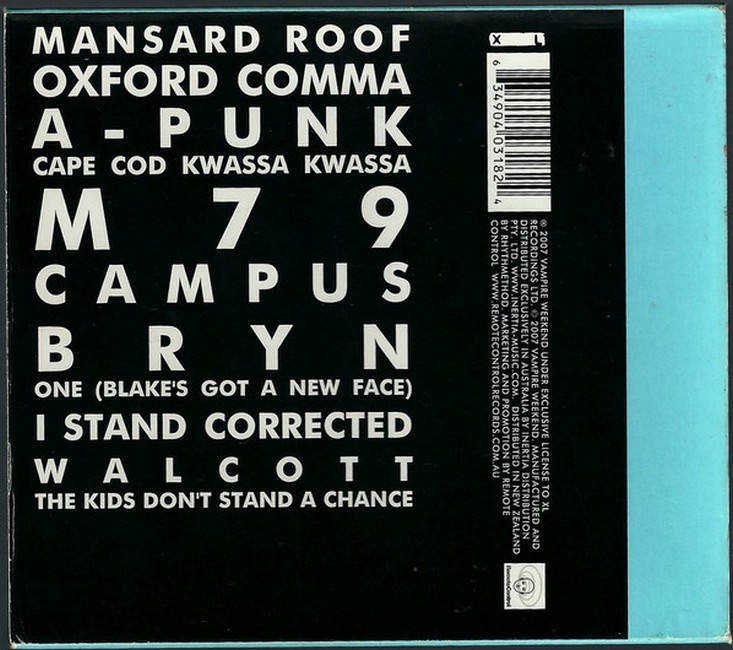 MANSARD ROOF
OXFORD COMMA
A-PUNK
CAPE COD KWASSA KWASSA
M79
CAMPUS
BRYN
ONE (BLAKE'S GOT A NEW FACE)
I STAND CORRECTED
WALCOTT
THE KIDS DON'T STAND A CHANCE
XL
6 34904 03182 4
℗ 2007 VAMPIRE WEEKEND UNDER EXCLUSIVE LICENSE TO XL
RECORDINGS LTD. © 2007 VAMPIRE WEEKEND. MANUFACTURED AND
DISTRIBUTED EXCLUSIVELY IN AUSTRALIA BY INERTIA DISTRIBUTION
PTY. LTD. WWW.INERTIA-MUSIC.COM. DISTRIBUTED IN NEW ZEALAND
BY RHYTHMETHOD. MARKETING AND PROMOTION BY REMOTE
CONTROL WWW.REMOTECONTROLRECORDS.COM.AU
RemoteControl